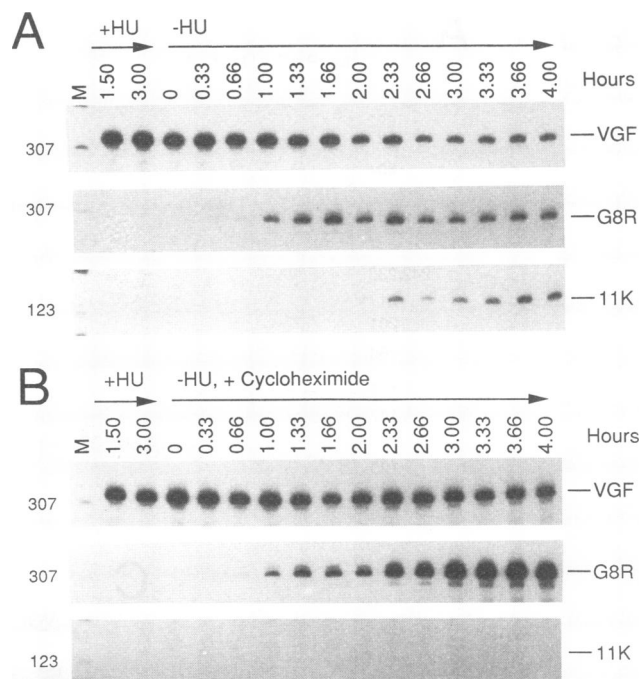 A
+HU -HU
M 1.50 3.00 0 0.33 0.66 1.00 1.33 1.66 2.00 2.33 2.66 3.00 3.33 3.66 4.00 Hours
307 VGF
307 G8R
123 11K
B
+HU -HU, + Cycloheximide
M 1.50 3.00 0 0.33 0.66 1.00 1.33 1.66 2.00 2.33 2.66 3.00 3.33 3.66 4.00 Hours
307 VGF
307 G8R
123 11K